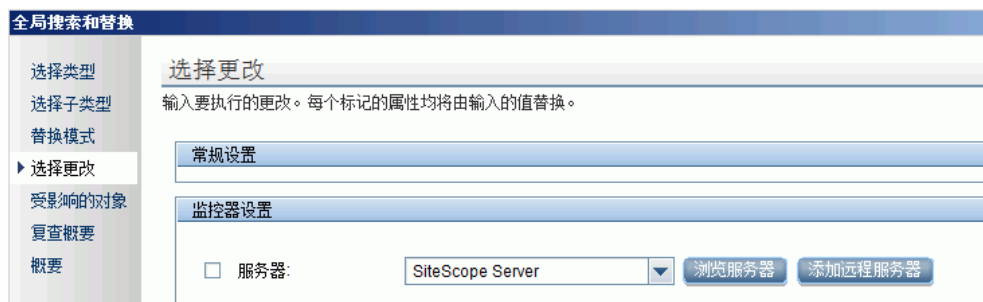 全局搜索和替换
选择类型
选择子类型
替换模式
选择更改
受影响的对象
复查概要
概要
选择更改
输入要执行的更改。每个标记的属性均将由输入的值替换。
常规设置
监控器设置
服务器: SiteScope Server 浏览服务器 添加远程服务器